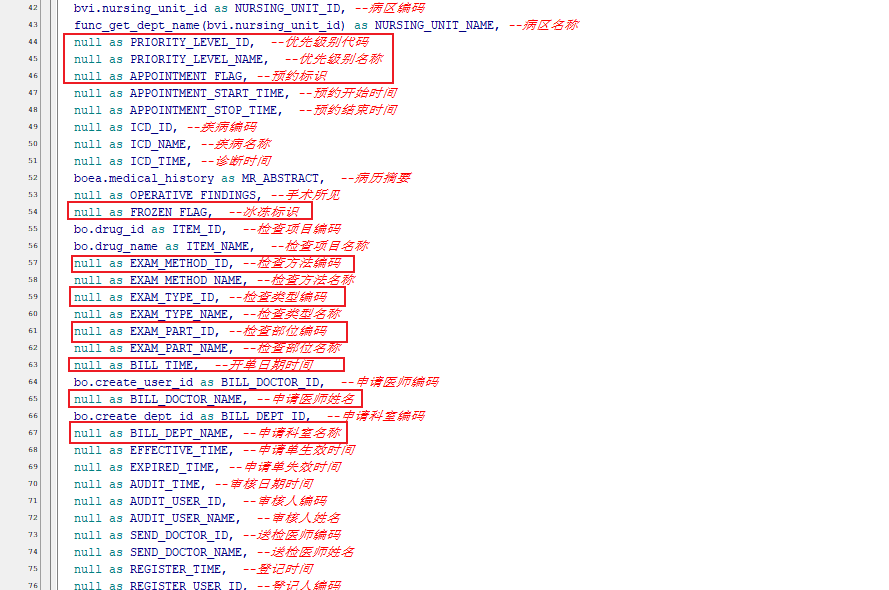 42 bvi.nursing_unit_id as NURSING_UNIT_ID, --病区编码
43 func_get_dept_name(bvi.nursing_unit_id) as NURSING_UNIT_NAME, --病区名称
44 null as PRIORITY_LEVEL_ID, --优先级别代码
45 null as PRIORITY_LEVEL_NAME, --优先级别名称
46 null as APPOINTMENT_FLAG, --预约标识
47 null as APPOINTMENT_START_TIME, --预约开始时间
48 null as APPOINTMENT_STOP_TIME, --预约结束时间
49 null as ICD_ID, --疾病编码
50 null as ICD_NAME, --疾病名称
51 null as ICD_TIME, --诊断时间
52 boea.medical_history as MR_ABSTRACT, --病历摘要
53 null as OPERATIVE_FINDINGS, --手术所见
54 null as FROZEN_FLAG, --冰冻标识
55 bo.drug_id as ITEM_ID, --检查项目编码
56 bo.drug_name as ITEM_NAME, --检查项目名称
57 null as EXAM_METHOD_ID, --检查方法编码
58 null as EXAM_METHOD_NAME, --检查方法名称
59 null as EXAM_TYPE_ID, --检查类型编码
60 null as EXAM_TYPE_NAME, --检查类型名称
61 null as EXAM_PART_ID, --检查部位编码
62 null as EXAM_PART_NAME, --检查部位名称
63 null as BILL_TIME, --开单日期时间
64 bo.create_user_id as BILL_DOCTOR_ID, --申请医师编码
65 null as BILL_DOCTOR_NAME, --申请医师姓名
66 bo.create_dept_id as BILL_DEPT_ID, --申请科室编码
67 null as BILL_DEPT_NAME, --申请科室名称
68 null as EFFECTIVE_TIME, --申请单生效时间
69 null as EXPIRED_TIME, --申请单失效时间
70 null as AUDIT_TIME, --审核日期时间
71 null as AUDIT_USER_ID, --审核人编码
72 null as AUDIT_USER_NAME, --审核人姓名
73 null as SEND_DOCTOR_ID, --送检医师编码
74 null as SEND_DOCTOR_NAME, --送检医师姓名
75 null as REGISTER_TIME, --登记时间
76 null as REGISTER_USER_ID, --登记人编码